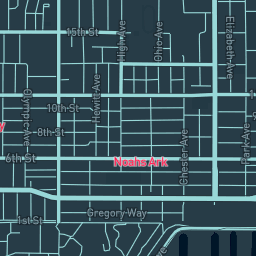 15th St
High Ave
Ohio Ave
Elizabeth Ave
Olympic Ave
Hewitt Ave
10th St
8th St
6th St
Noahs Ark
Chester Ave
Park Ave
Gregory Way
1st St